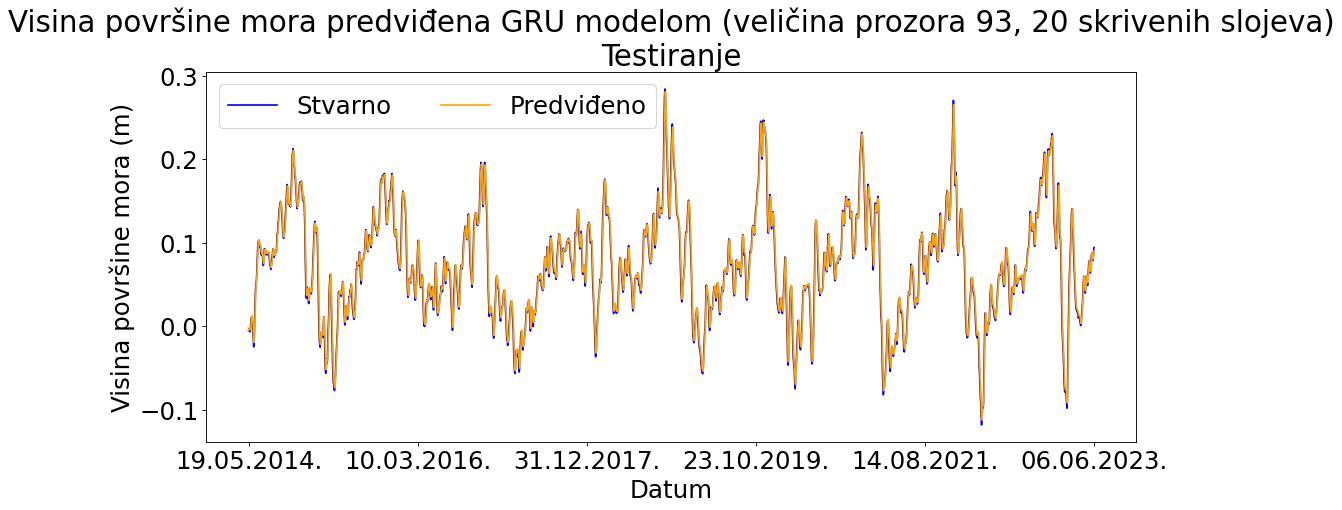 Visina površine mora predviđena GRU modelom (veličina prozora 93, 20 skrivenih slojeva)
Testiranje
Stvarno
Predviđeno
Visina površine mora (m)
0.3
0.2
0.1
0.0
−0.1
19.05.2014. 10.03.2016. 31.12.2017. 23.10.2019. 14.08.2021. 06.06.2023.
Datum